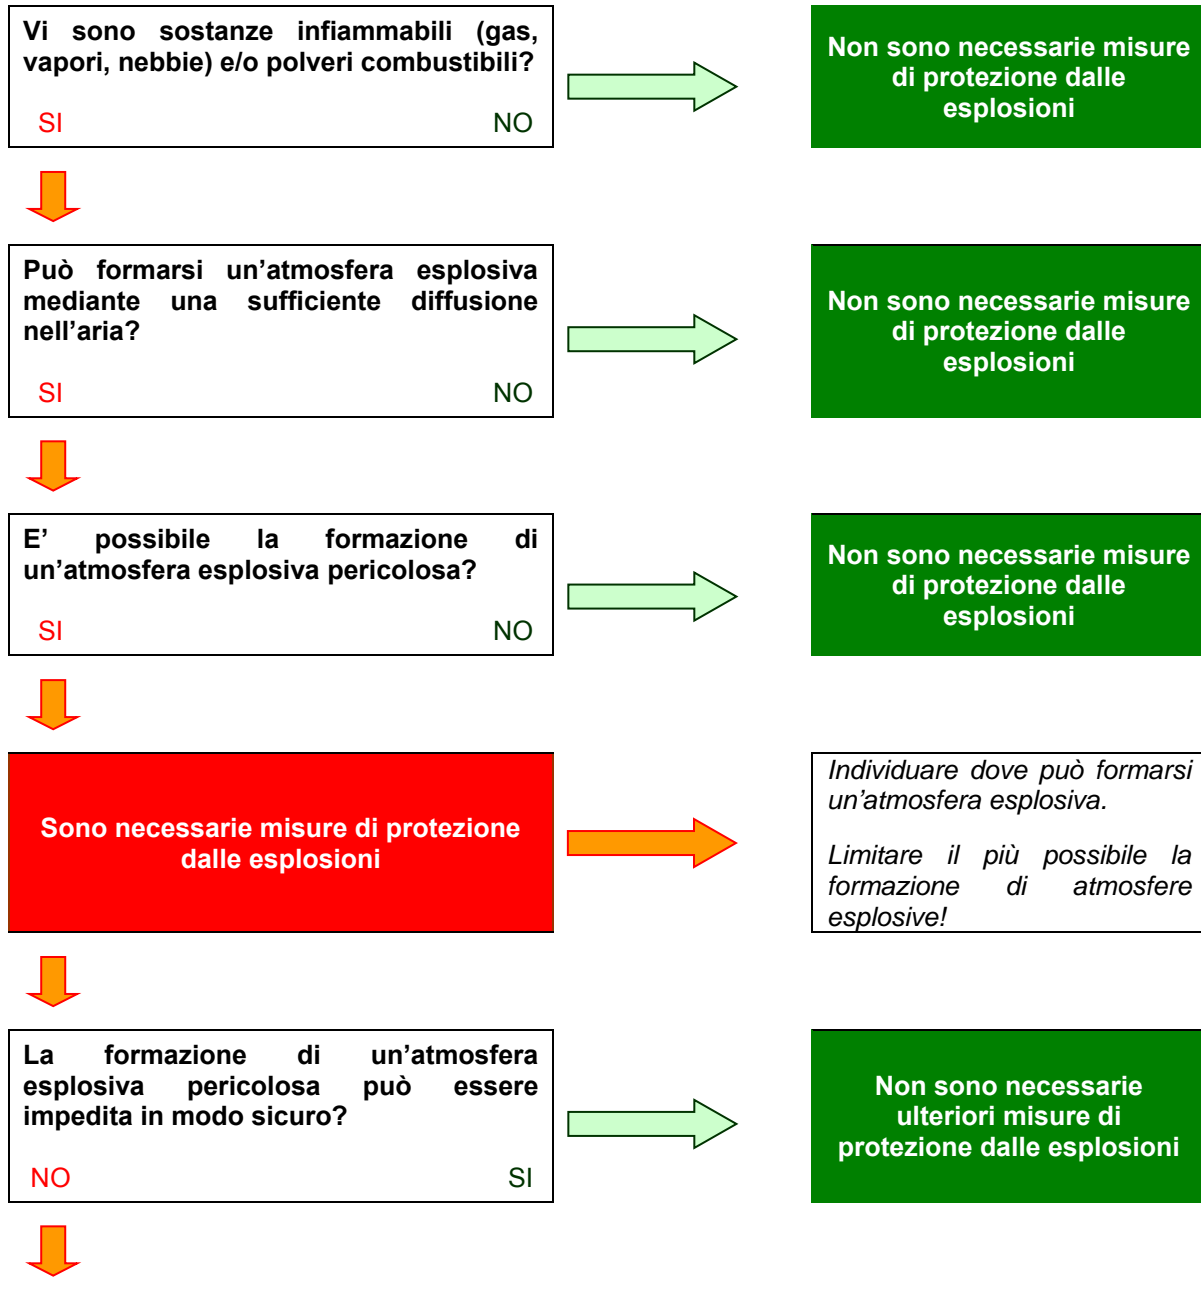 Vi sono sostanze infiammabili (gas,
vapori, nebbie) e/o polveri combustibili?
SI NO
Non sono necessarie misure
di protezione dalle
esplosioni
Può formarsi un’atmosfera esplosiva
mediante una sufficiente diffusione
nell’aria?
SI NO
Non sono necessarie misure
di protezione dalle
esplosioni
E’ possibile la formazione di
un’atmosfera esplosiva pericolosa?
SI NO
Non sono necessarie misure
di protezione dalle
esplosioni
Sono necessarie misure di protezione
dalle esplosioni
Individuare dove può formarsi
un’atmosfera esplosiva.
Limitare il più possibile la
formazione di atmosfere
esplosive!
La formazione di un’atmosfera
esplosiva pericolosa può essere
impedita in modo sicuro?
NO SI
Non sono necessarie
ulteriori misure di
protezione dalle esplosioni